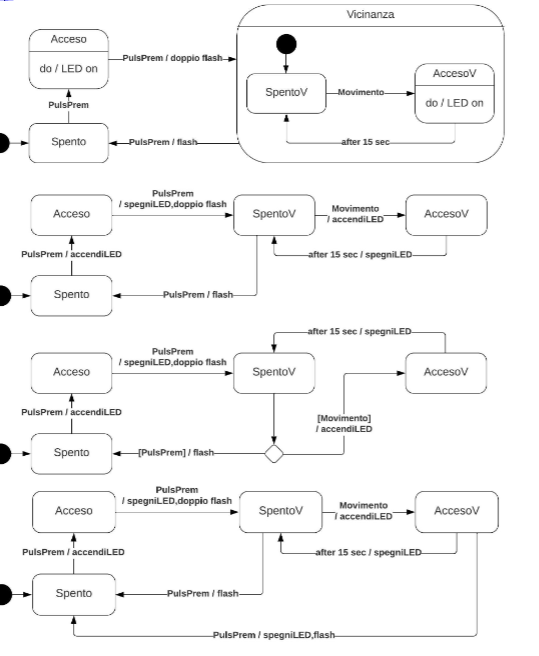 Vicinanza
Acceso
do / LED on
PulsPrem / doppio flash
SpentoV
Movimento
AccesoV
do / LED on
PulsPrem
Spento
PulsPrem / flash
after 15 sec
PulsPrem
/ spegniLED,doppio flash
Acceso
SpentoV
Movimento
/ accendiLED
AccesoV
PulsPrem / accendiLED
after 15 sec / spegniLED
Spento
PulsPrem / flash
after 15 sec / spegniLED
PulsPrem
/ spegniLED,doppio flash
Acceso
SpentoV
AccesoV
PulsPrem / accendiLED
[Movimento]
/ accendiLED
Spento
[PulsPrem] / flash
PulsPrem
/ spegniLED,doppio flash
Acceso
SpentoV
Movimento
/ accendiLED
AccesoV
PulsPrem / accendiLED
after 15 sec / spegniLED
Spento
PulsPrem / flash
PulsPrem / spegniLED,flash